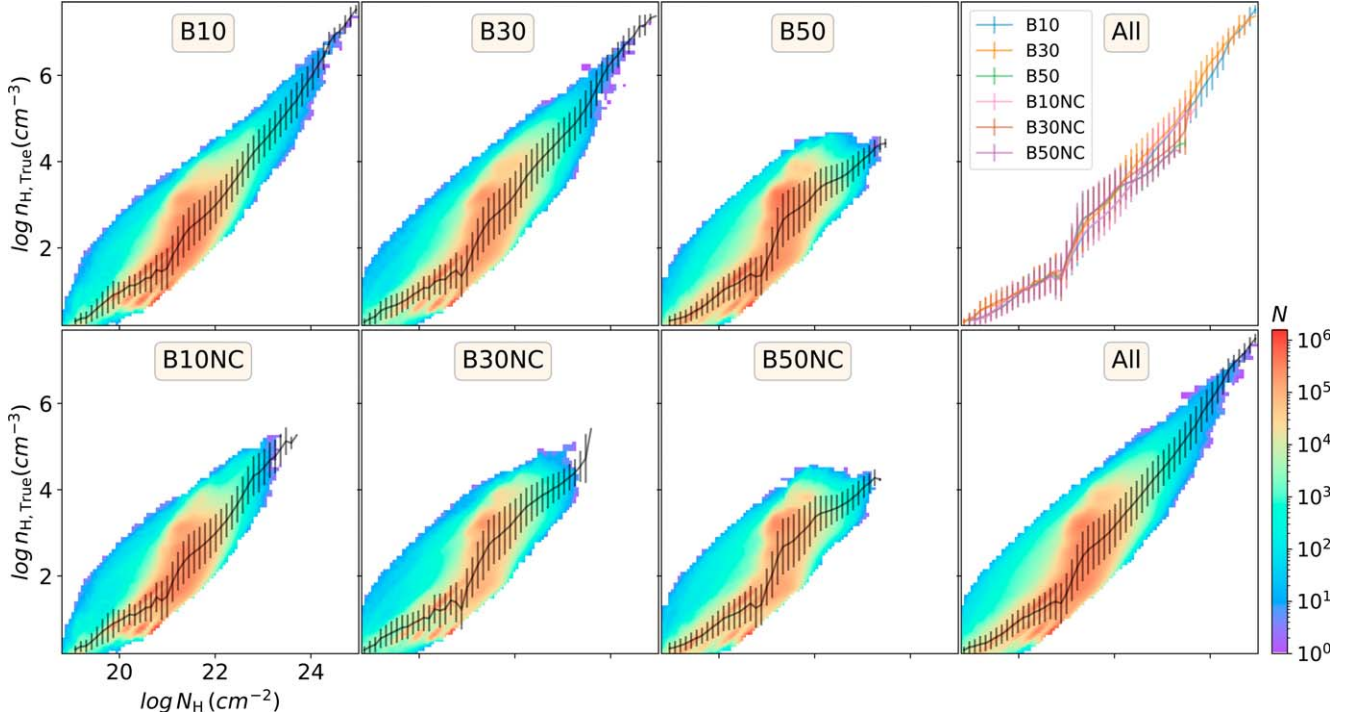 B10
B30
B50
All
B10
B30
B50
B10NC
B30NC
B50NC
log n_H,True(cm^−3)
6
4
2
B10NC
B30NC
B50NC
All
log n_H,True(cm^−3)
6
4
2
20
22
24
log N_H (cm^−2)
N
10^6
10^5
10^4
10^3
10^2
10^1
10^0